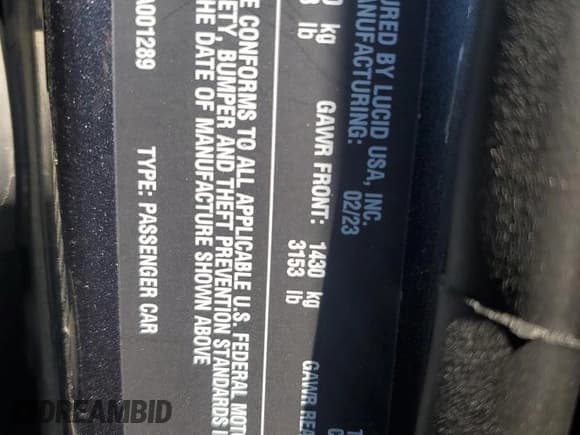 URED BY LUCID USA, INC.
ANUFACTURING: 02/23
kg GAWR FRONT: 1430 kg GAWR REA
lb 3153 lb
E CONFORMS TO ALL APPLICABLE U.S. FEDERAL MOTO
ETY, BUMPER AND THEFT PREVENTION STANDARDS I
HE DATE OF MANUFACTURE SHOWN ABOVE
A001289 TYPE: PASSENGER CAR
DREAMBID